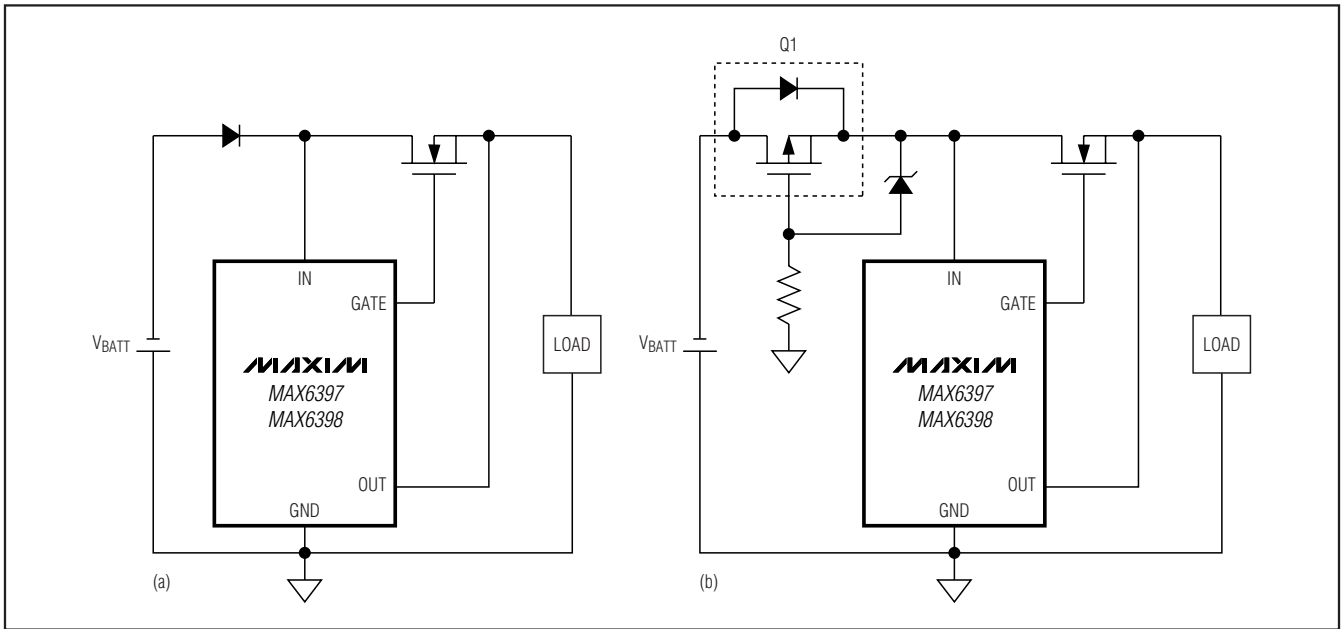 IN
GATE
V_BATT
LOAD
MAXIM
MAX6397
MAX6398
OUT
GND
(a)
Q1
IN
GATE
V_BATT
LOAD
MAXIM
MAX6397
MAX6398
OUT
GND
(b)